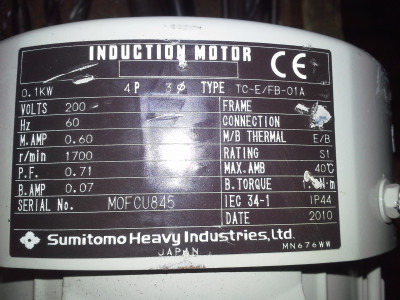 INDUCTION MOTOR
CE
0.1KW 4P 3Ø TYPE TC-E/FB-01A
VOLTS 200 FRAME
Hz 60 CONNECTION
M.AMP 0.60 M/B THERMAL E/B
r/min 1700 RATING S1
P.F. 0.71 MAX.AMB 40℃
B.AMP 0.07 B.TORQUE N·m
SERIAL No. MOFCU845 IEC 34-1 IP44
DATE 2010
Sumitomo Heavy Industries,Ltd.
JAPAN MN676WW